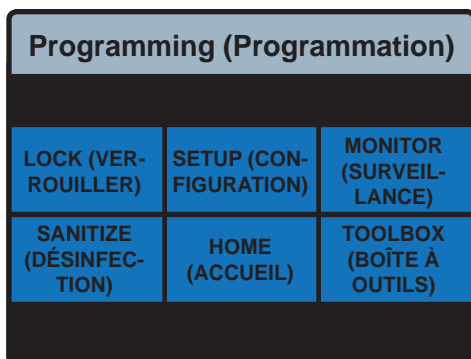 Programming (Programmation)
LOCK (VER-
ROUILLER)
SETUP (CON-
FIGURATION)
MONITOR
(SURVEIL-
LANCE)
SANITIZE
(DÉSINFEC-
TION)
HOME
(ACCUEIL)
TOOLBOX
(BOÎTE À
OUTILS)